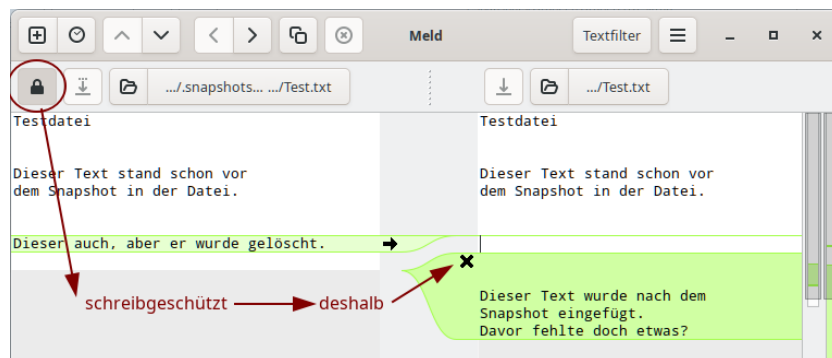 Meld
Textfilter
.../.snapshots... .../Test.txt
.../Test.txt
Testdatei
Dieser Text stand schon vor
dem Snapshot in der Datei.
Dieser auch, aber er wurde gelöscht.
schreibgeschützt
deshalb
Testdatei
Dieser Text stand schon vor
dem Snapshot in der Datei.
Dieser Text wurde nach dem
Snapshot eingefügt.
Davor fehlte doch etwas?